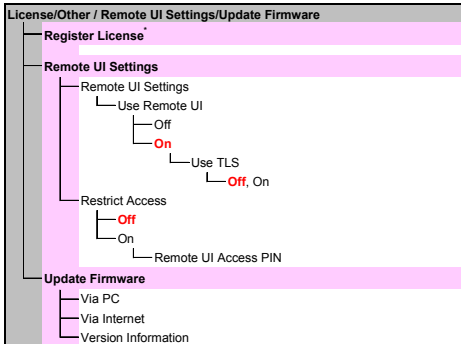 License/Other / Remote UI Settings/Update Firmware
Register License*
Remote UI Settings
Remote UI Settings
Use Remote UI
Off
On
Use TLS
Off, On
Restrict Access
Off
On
Remote UI Access PIN
Update Firmware
Via PC
Via Internet
Version Information